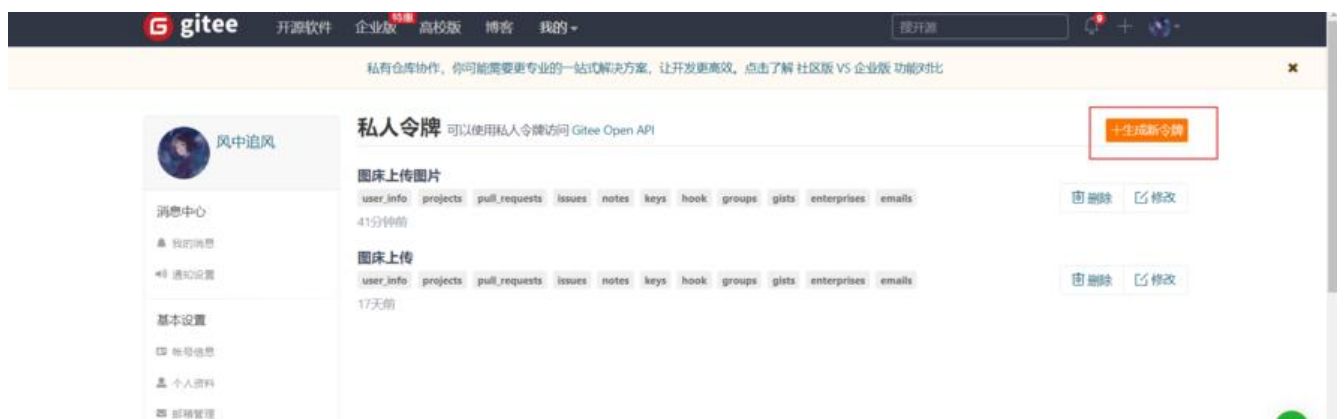 gitee 开源软件 企业版 特惠 高校版 博客 我的 搜开源 9
私有仓库协作，你可能需要更专业的一站式解决方案，让开发更高效。点击了解 社区版 VS 企业版 功能对比
风中追风
私人令牌 可以使用私人令牌访问 Gitee Open API
+生成新令牌
图床上传图片
user_info projects pull_requests issues notes keys hook groups gists enterprises emails
删除 修改
41分钟前
图床上传
user_info projects pull_requests issues notes keys hook groups gists enterprises emails
删除 修改
17天前
消息中心
我的消息
通知设置
基本设置
帐号信息
个人资料
邮箱管理